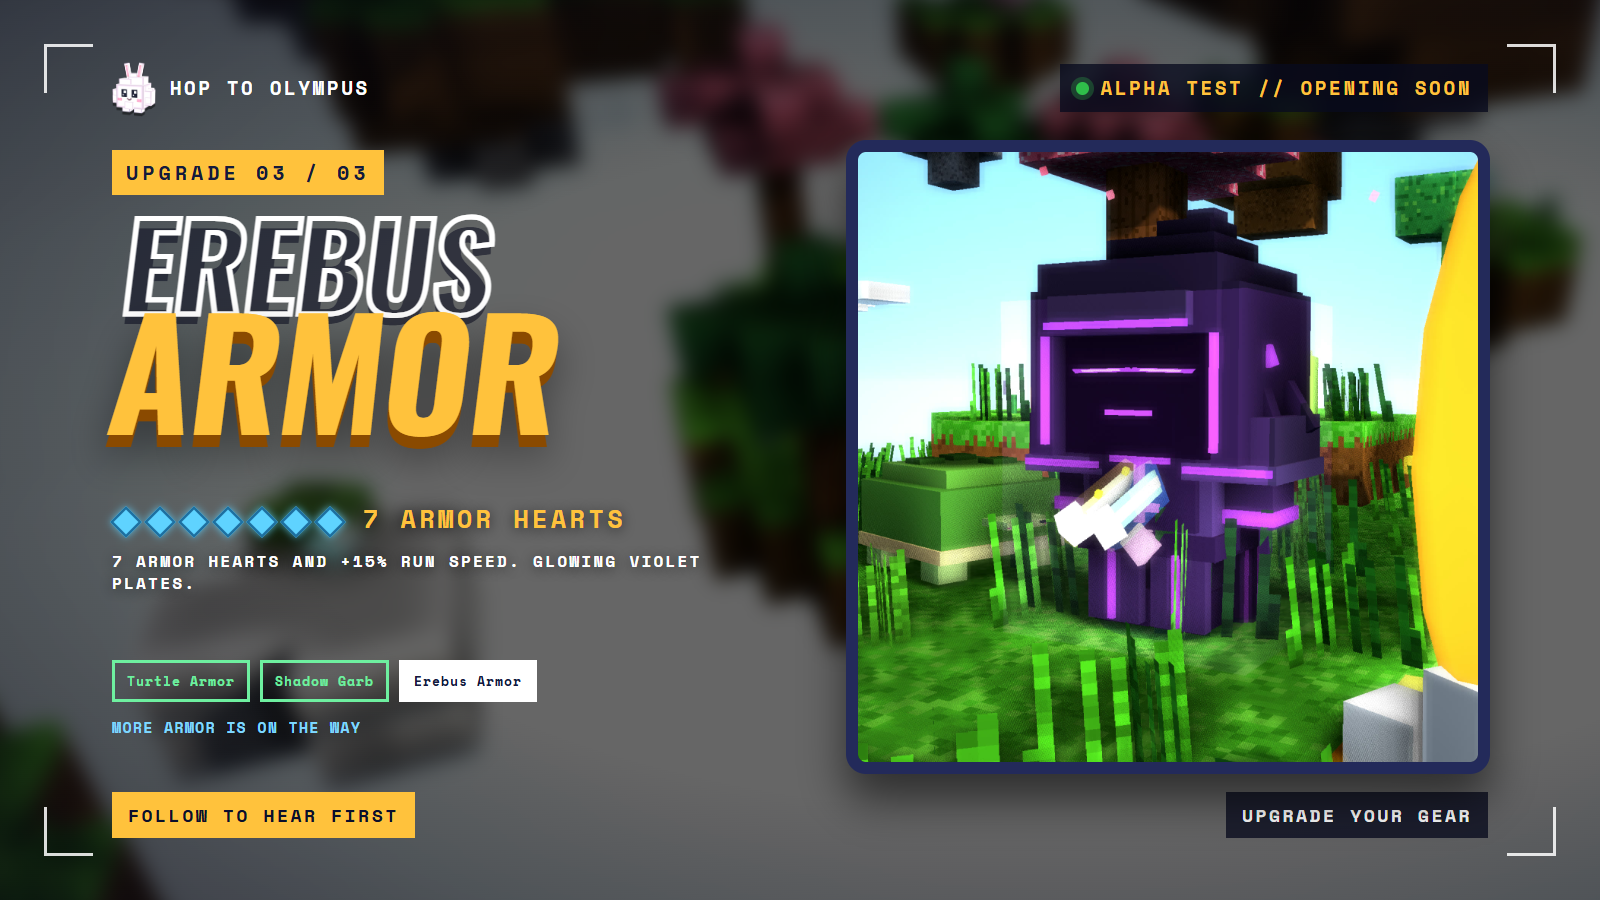 HOP TO OLYMPUS
ALPHA TEST // OPENING SOON
UPGRADE 03 / 03
EREBUS
ARMOR
7 ARMOR HEARTS
7 ARMOR HEARTS AND +15% RUN SPEED. GLOWING VIOLET
PLATES.
Turtle Armor
Shadow Garb
Erebus Armor
MORE ARMOR IS ON THE WAY
FOLLOW TO HEAR FIRST
UPGRADE YOUR GEAR